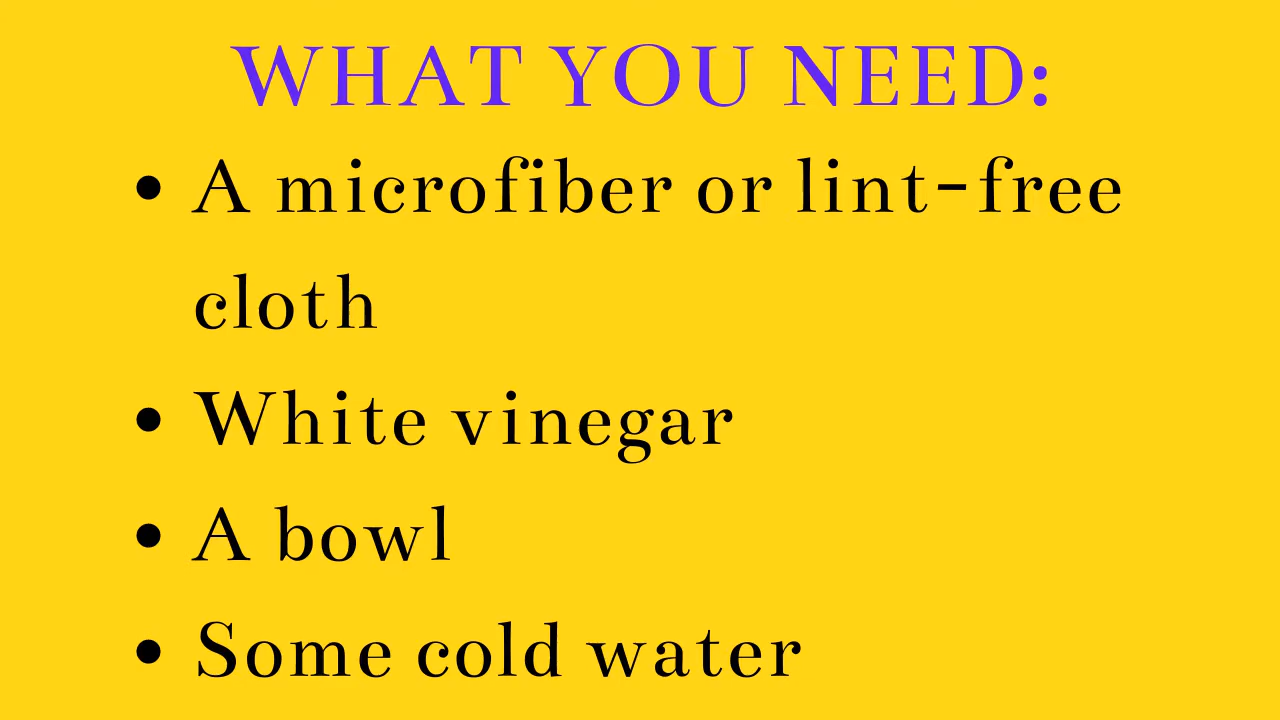 WHAT YOU NEED:
• A microfiber or lint-free
cloth
• White vinegar
• A bowl
• Some cold water